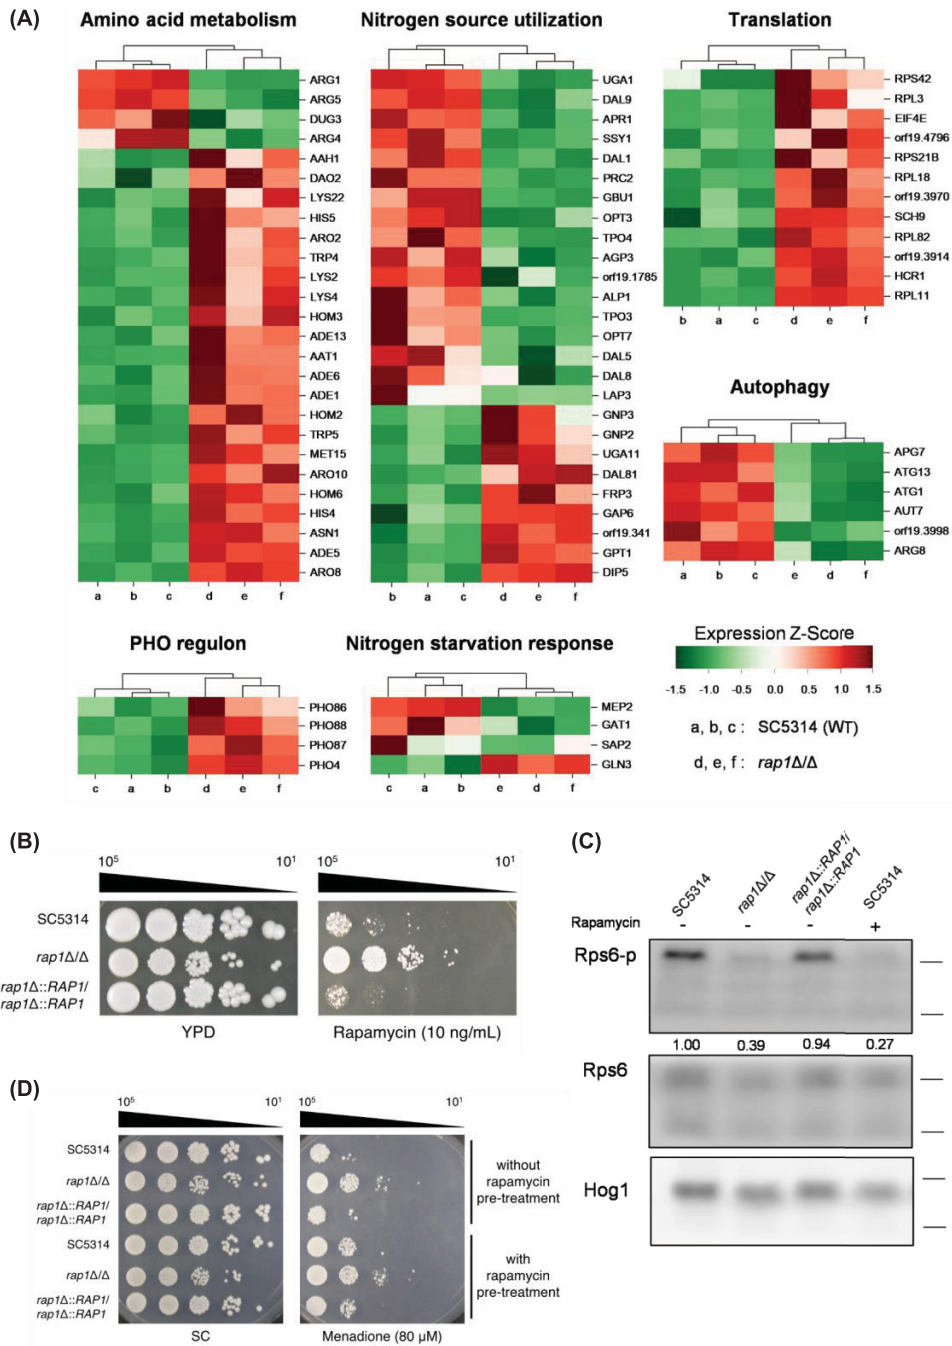 (A)
Amino acid metabolism
ARG1
ARG5
DUG3
ARG4
AAH1
DAO2
LYS22
HIS5
ARO2
TRP4
LYS2
LYS4
HOM3
ADE13
AAT1
ADE6
ADE1
HOM2
TRP5
MET15
ARO10
HOM6
HIS4
ASN1
ADE5
ARO8
a b c d e f
Nitrogen source utilization
UGA1
DAL9
APR1
SSY1
DAL1
PRC2
GBU1
OPT3
TPO4
AGP3
orf19.1785
ALP1
TPO3
OPT7
DAL5
DAL8
LAP3
GNP3
GNP2
UGA11
DAL81
FRP3
GAP6
orf19.341
GPT1
DIP5
b a c d e f
Translation
RPS42
RPL3
EIF4E
orf19.4796
RPS21B
RPL18
orf19.3970
SCH9
RPL82
orf19.3914
HCR1
RPL11
b a c d e f
Autophagy
APG7
ATG13
ATG1
AUT7
orf19.3998
ARG8
a b c e d f
PHO regulon
PHO86
PHO88
PHO87
PHO4
c a b d e f
Nitrogen starvation response
MEP2
GAT1
SAP2
GLN3
c a b e d f
Expression Z-Score
-1.5 -1.0 -0.5 0.0 0.5 1.0 1.5
a, b, c : SC5314 (WT)
d, e, f : rap1Δ/Δ
(B)
10⁵ 10¹ 10⁵ 10¹
SC5314
rap1Δ/Δ
rap1Δ::RAP1/
rap1Δ::RAP1
YPD Rapamycin (10 ng/mL)
(C)
SC5314
rap1Δ/Δ
rap1Δ::RAP1/
rap1Δ::RAP1
SC5314
Rapamycin - - - +
Rps6-p
1.00 0.39 0.94 0.27
Rps6
Hog1
(D)
10⁵ 10¹ 10⁵ 10¹
SC5314
rap1Δ/Δ
rap1Δ::RAP1/
rap1Δ::RAP1
without
rapamycin
pre-treatment
SC5314
rap1Δ/Δ
rap1Δ::RAP1/
rap1Δ::RAP1
with
rapamycin
pre-treatment
SC Menadione (80 µM)